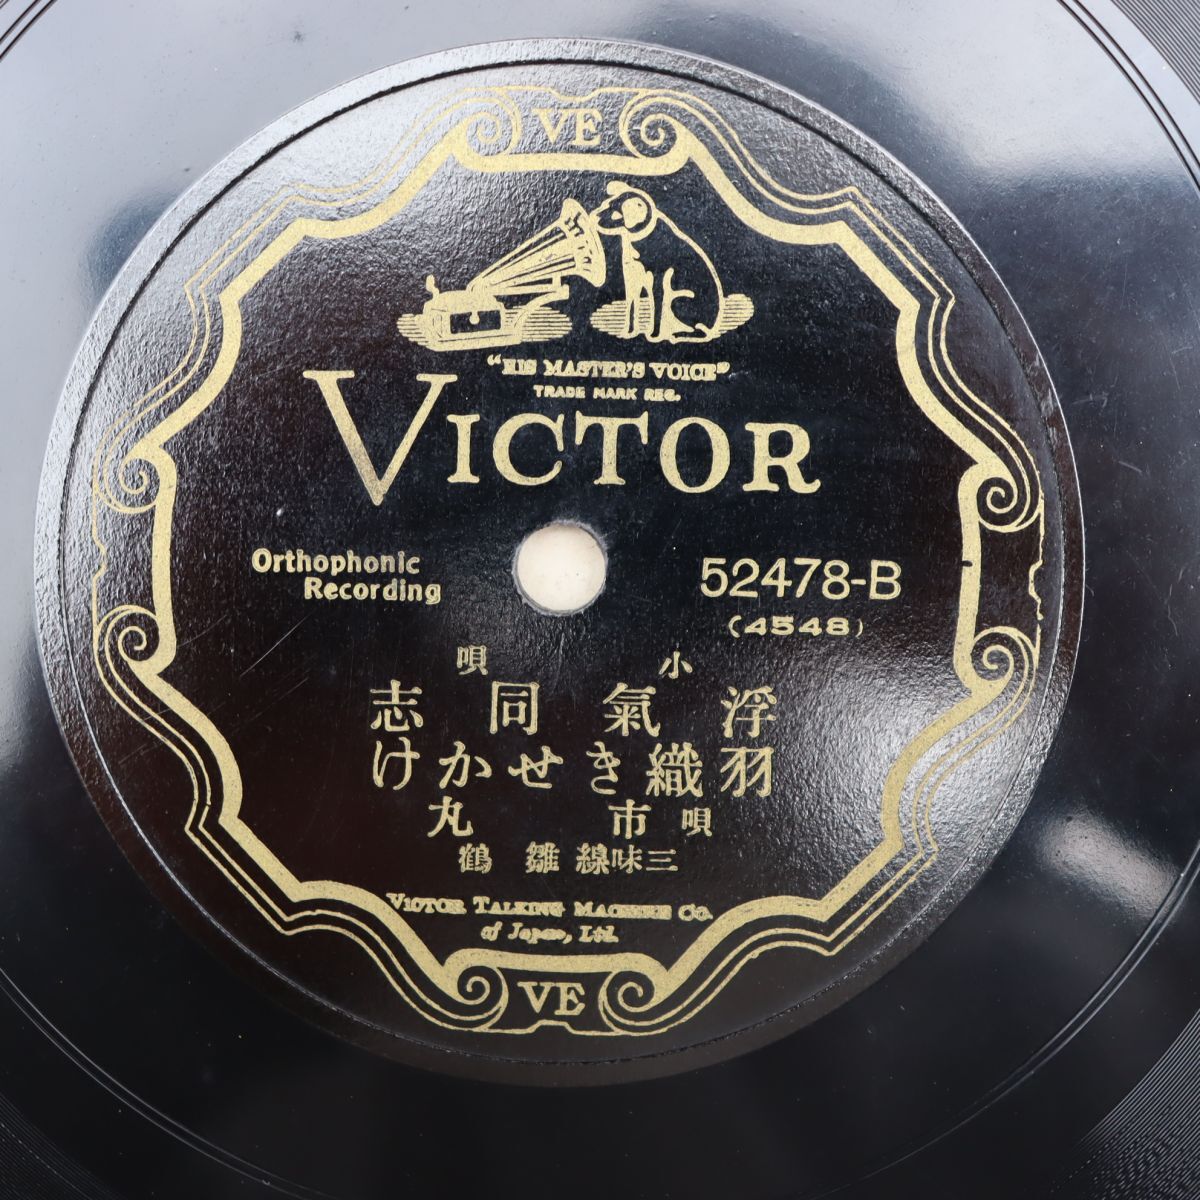 VE
"HIS MASTER'S VOICE"
TRADE MARK REG.
VICTOR
Orthophonic
Recording
52478-B
(4548)
小唄
浮氣同志
羽織きせかけ
唄 市丸
三味線 雛鶴
VICTOR TALKING MACHINE CO.
of Japan, Ltd.
VE